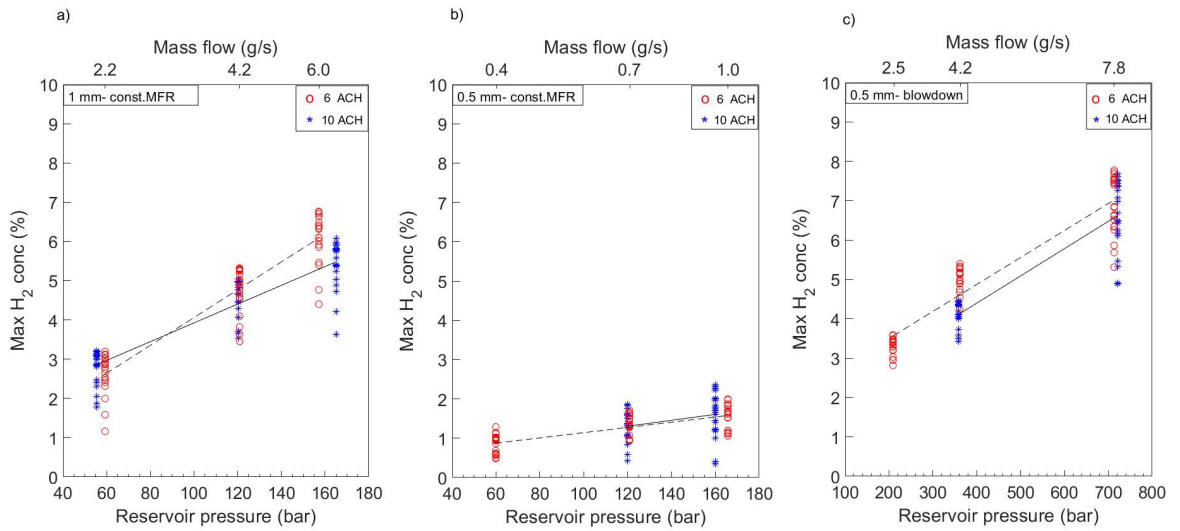 a)
Mass flow (g/s)
2.2 4.2 6.0
1 mm- const.MFR
6 ACH
10 ACH
Max H2 conc (%)
10
9
8
7
6
5
4
3
2
1
0
40 60 80 100 120 140 160 180
Reservoir pressure (bar)
b)
Mass flow (g/s)
0.4 0.7 1.0
0.5 mm- const.MFR
6 ACH
10 ACH
Max H2 conc (%)
10
9
8
7
6
5
4
3
2
1
0
40 60 80 100 120 140 160 180
Reservoir pressure (bar)
c)
Mass flow (g/s)
2.5 4.2 7.8
0.5 mm- blowdown
6 ACH
10 ACH
Max H2 conc (%)
10
9
8
7
6
5
4
3
2
1
0
100 200 300 400 500 600 700 800
Reservoir pressure (bar)